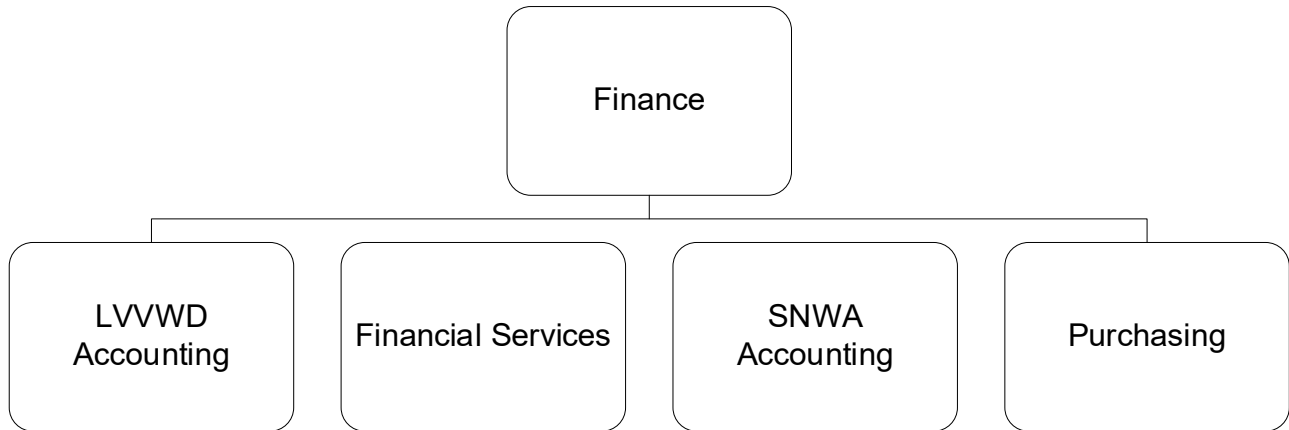 Finance
LVVWD
Accounting
Financial Services
SNWA
Accounting
Purchasing